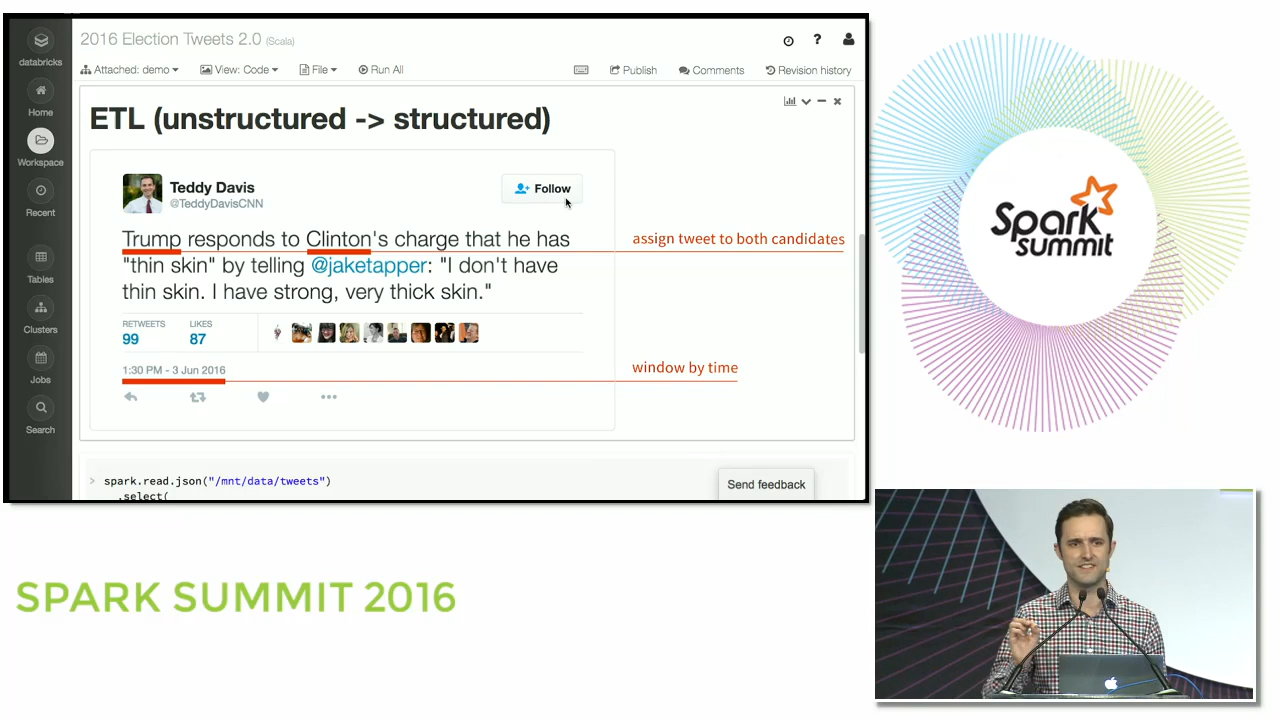 2016 Election Tweets 2.0 (Scala)
?
databricks
Attached: demo
View: Code
File
Run All
Publish
Comments
Revision history
Home
Workspace
Recent
Tables
Clusters
Jobs
Search
ETL (unstructured -> structured)
Teddy Davis
@TeddyDavisCNN
Follow
Trump responds to Clinton's charge that he has
"thin skin" by telling @jaketapper: "I don't have
thin skin. I have strong, very thick skin."
assign tweet to both candidates
RETWEETS
99
LIKES
87
1:30 PM - 3 Jun 2016
window by time
> spark.read.json("/mnt/data/tweets")
.select(
Send feedback
Spark
summit
SPARK SUMMIT 2016